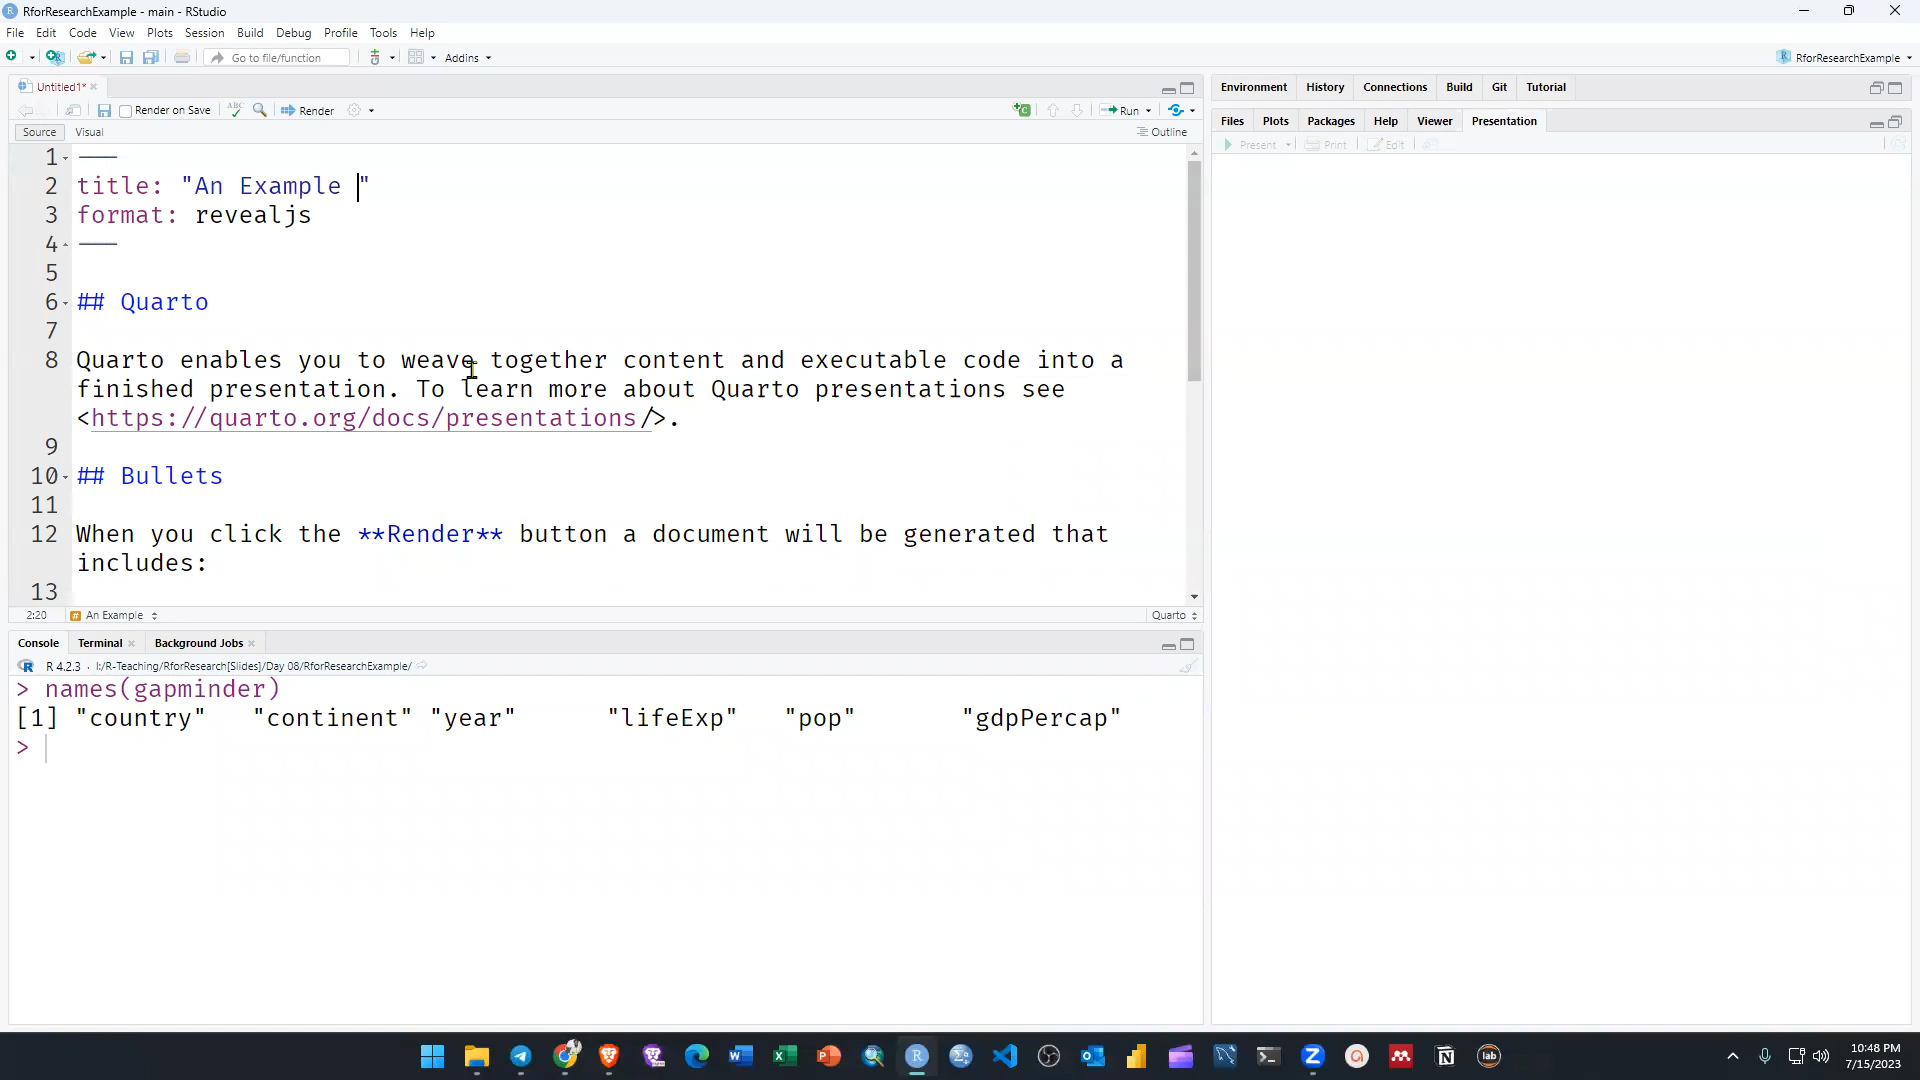 RforResearchExample - main - RStudio
File Edit Code View Plots Session Build Debug Profile Tools Help
Go to file/function Addins RforResearchExample
Untitled1*
Render on Save ABC Render Run
Source Visual Outline
1 ---
2 title: "An Example "
3 format: revealjs
4 ---
5
6 ## Quarto
7
8 Quarto enables you to weave together content and executable code into a
finished presentation. To learn more about Quarto presentations see
<https://quarto.org/docs/presentations/>.
9
10 ## Bullets
11
12 When you click the **Render** button a document will be generated that
includes:
13
2:20 An Example Quarto
Console Terminal Background Jobs
R 4.2.3 · I:/R-Teaching/RforResearch[Slides]/Day 08/RforResearchExample/
> names(gapminder)
[1] "country" "continent" "year" "lifeExp" "pop" "gdpPercap"
>
Environment History Connections Build Git Tutorial
Files Plots Packages Help Viewer Presentation
Present Print Edit
lab
10:48 PM
7/15/2023